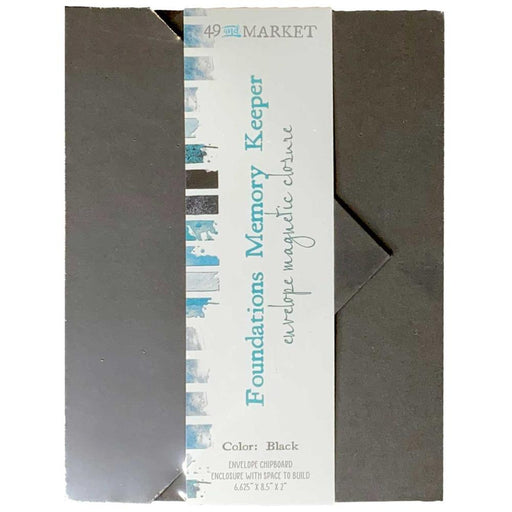 49 AND MARKET
Foundations Memory Keeper
envelope magnetic closure
Color: Black
ENVELOPE CHIPBOARD
ENCLOSURE WITH SPACE TO BUILD
6.625" X 8.5" X 2"